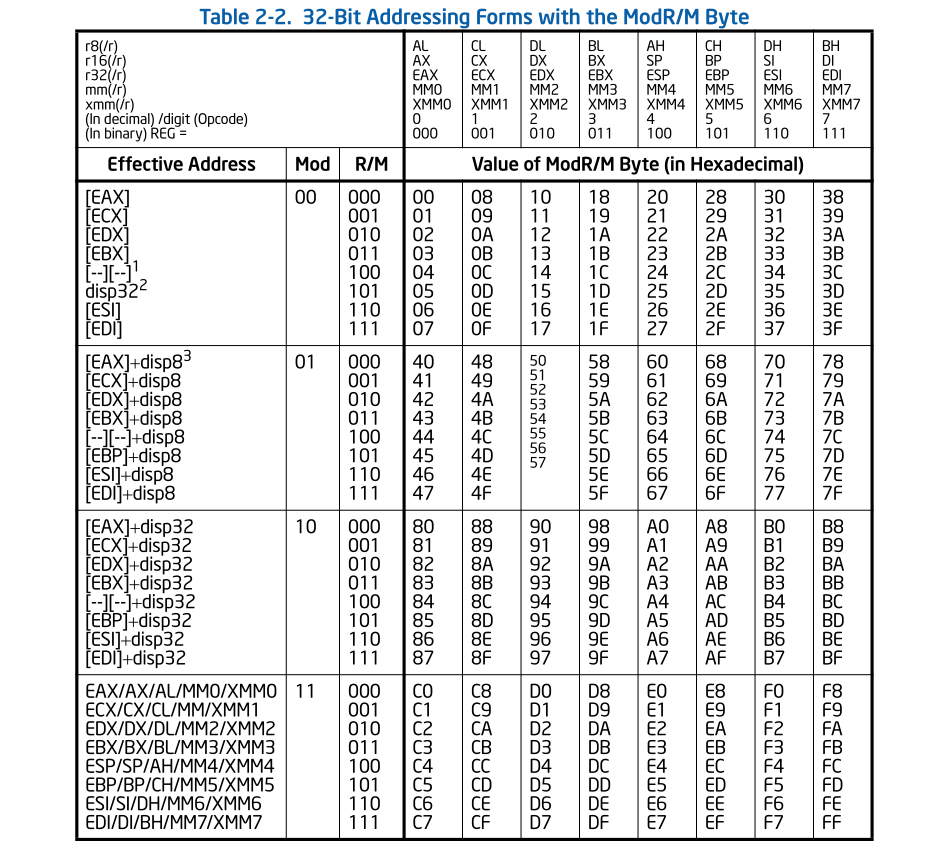 Table 2-2. 32-Bit Addressing Forms with the ModR/M Byte
r8(/r) AL CL DL BL AH CH DH BH
r16(/r) AX CX DX BX SP BP SI DI
r32(/r) EAX ECX EDX EBX ESP EBP ESI EDI
mm(/r) MM0 MM1 MM2 MM3 MM4 MM5 MM6 MM7
xmm(/r) XMM0 XMM1 XMM2 XMM3 XMM4 XMM5 XMM6 XMM7
(In decimal) /digit (Opcode) 0 1 2 3 4 5 6 7
(In binary) REG = 000 001 010 011 100 101 110 111
Effective Address Mod R/M Value of ModR/M Byte (in Hexadecimal)
[EAX] 00 000 00 08 10 18 20 28 30 38
[ECX] 001 01 09 11 19 21 29 31 39
[EDX] 010 02 0A 12 1A 22 2A 32 3A
[EBX] 011 03 0B 13 1B 23 2B 33 3B
[--][--]1 100 04 0C 14 1C 24 2C 34 3C
disp322 101 05 0D 15 1D 25 2D 35 3D
[ESI] 110 06 0E 16 1E 26 2E 36 3E
[EDI] 111 07 0F 17 1F 27 2F 37 3F
[EAX]+disp83 01 000 40 48 50 58 60 68 70 78
[ECX]+disp8 001 41 49 51 59 61 69 71 79
[EDX]+disp8 010 42 4A 52 5A 62 6A 72 7A
[EBX]+disp8 011 43 4B 53 5B 63 6B 73 7B
[--][--]+disp8 100 44 4C 54 5C 64 6C 74 7C
[EBP]+disp8 101 45 4D 55 5D 65 6D 75 7D
[ESI]+disp8 110 46 4E 56 5E 66 6E 76 7E
[EDI]+disp8 111 47 4F 57 5F 67 6F 77 7F
[EAX]+disp32 10 000 80 88 90 98 A0 A8 B0 B8
[ECX]+disp32 001 81 89 91 99 A1 A9 B1 B9
[EDX]+disp32 010 82 8A 92 9A A2 AA B2 BA
[EBX]+disp32 011 83 8B 93 9B A3 AB B3 BB
[--][--]+disp32 100 84 8C 94 9C A4 AC B4 BC
[EBP]+disp32 101 85 8D 95 9D A5 AD B5 BD
[ESI]+disp32 110 86 8E 96 9E A6 AE B6 BE
[EDI]+disp32 111 87 8F 97 9F A7 AF B7 BF
EAX/AX/AL/MM0/XMM0 11 000 C0 C8 D0 D8 E0 E8 F0 F8
ECX/CX/CL/MM/XMM1 001 C1 C9 D1 D9 E1 E9 F1 F9
EDX/DX/DL/MM2/XMM2 010 C2 CA D2 DA E2 EA F2 FA
EBX/BX/BL/MM3/XMM3 011 C3 CB D3 DB E3 EB F3 FB
ESP/SP/AH/MM4/XMM4 100 C4 CC D4 DC E4 EC F4 FC
EBP/BP/CH/MM5/XMM5 101 C5 CD D5 DD E5 ED F5 FD
ESI/SI/DH/MM6/XMM6 110 C6 CE D6 DE E6 EE F6 FE
EDI/DI/BH/MM7/XMM7 111 C7 CF D7 DF E7 EF F7 FF